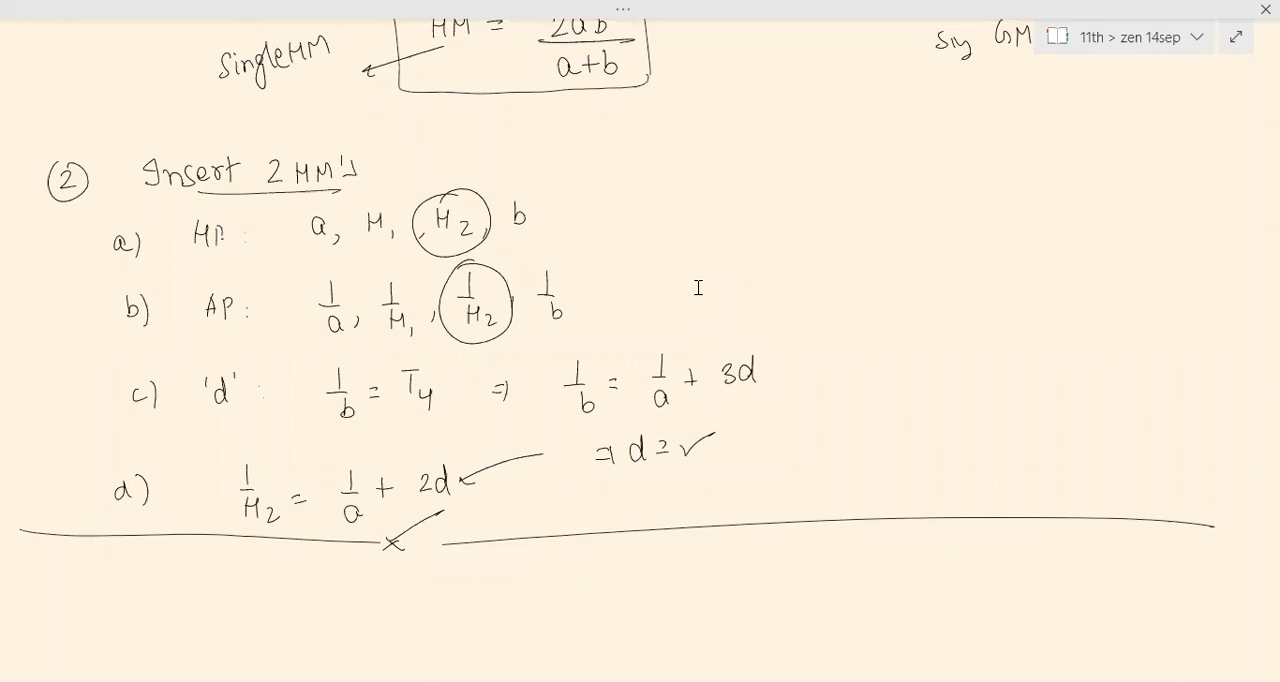 ...
HM = 2ab / a+b
Single HM
Sig GM
11th > zen 14sep
② Insert 2 HM's
a) HP: a, H₁, H₂, b
b) AP: 1/a, 1/H₁, 1/H₂, 1/b
c) 'd': 1/b = T₄ ⇒ 1/b = 1/a + 3d
⇒ d = ✓
d) 1/H₂ = 1/a + 2d